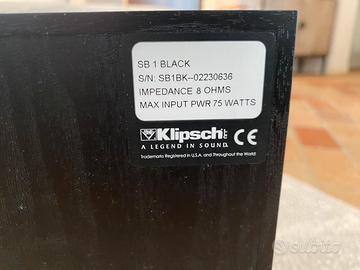 SB 1 BLACK
S/N: SB1BK--02230636
IMPEDANCE 8 OHMS
MAX INPUT PWR 75 WATTS
Klipsch
A LEGEND IN SOUND.
Trademarks Registered in U.S.A. and Throughout the World
subito